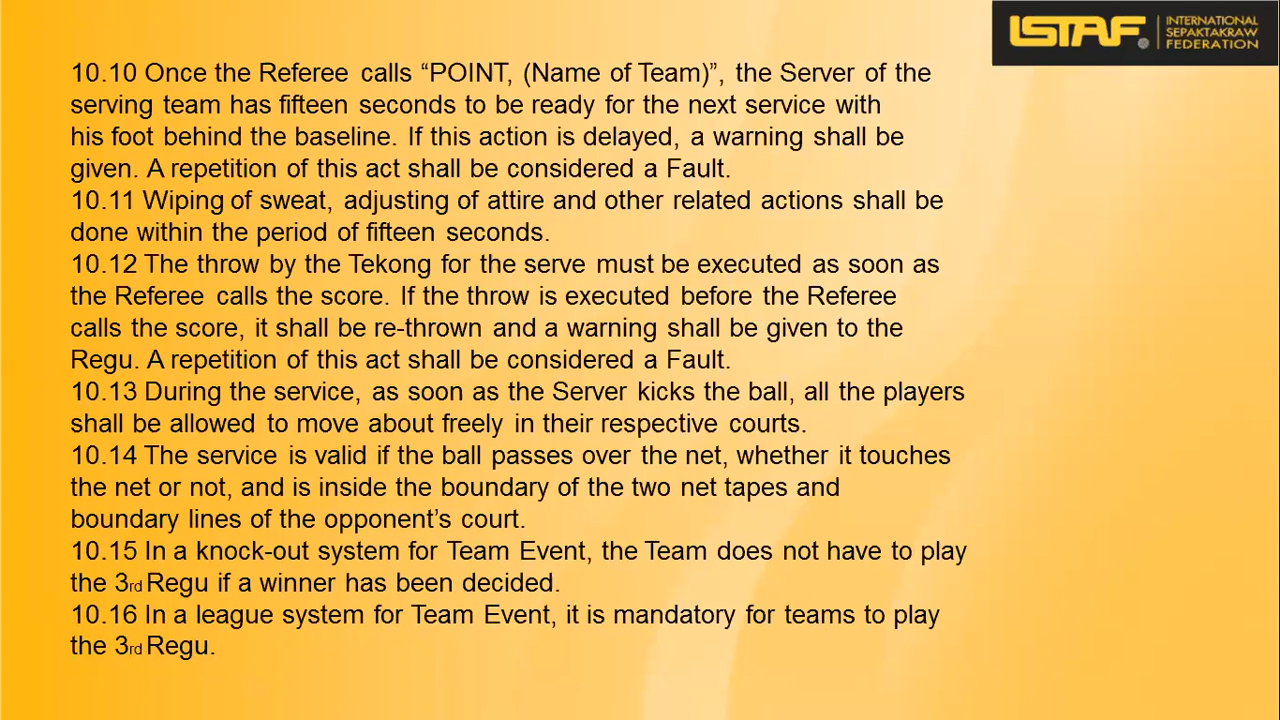 ISTAF
INTERNATIONAL
SEPAKTAKRAW
FEDERATION
10.10 Once the Referee calls “POINT, (Name of Team)”, the Server of the
serving team has fifteen seconds to be ready for the next service with
his foot behind the baseline. If this action is delayed, a warning shall be
given. A repetition of this act shall be considered a Fault.
10.11 Wiping of sweat, adjusting of attire and other related actions shall be
done within the period of fifteen seconds.
10.12 The throw by the Tekong for the serve must be executed as soon as
the Referee calls the score. If the throw is executed before the Referee
calls the score, it shall be re-thrown and a warning shall be given to the
Regu. A repetition of this act shall be considered a Fault.
10.13 During the service, as soon as the Server kicks the ball, all the players
shall be allowed to move about freely in their respective courts.
10.14 The service is valid if the ball passes over the net, whether it touches
the net or not, and is inside the boundary of the two net tapes and
boundary lines of the opponent’s court.
10.15 In a knock-out system for Team Event, the Team does not have to play
the 3rd Regu if a winner has been decided.
10.16 In a league system for Team Event, it is mandatory for teams to play
the 3rd Regu.